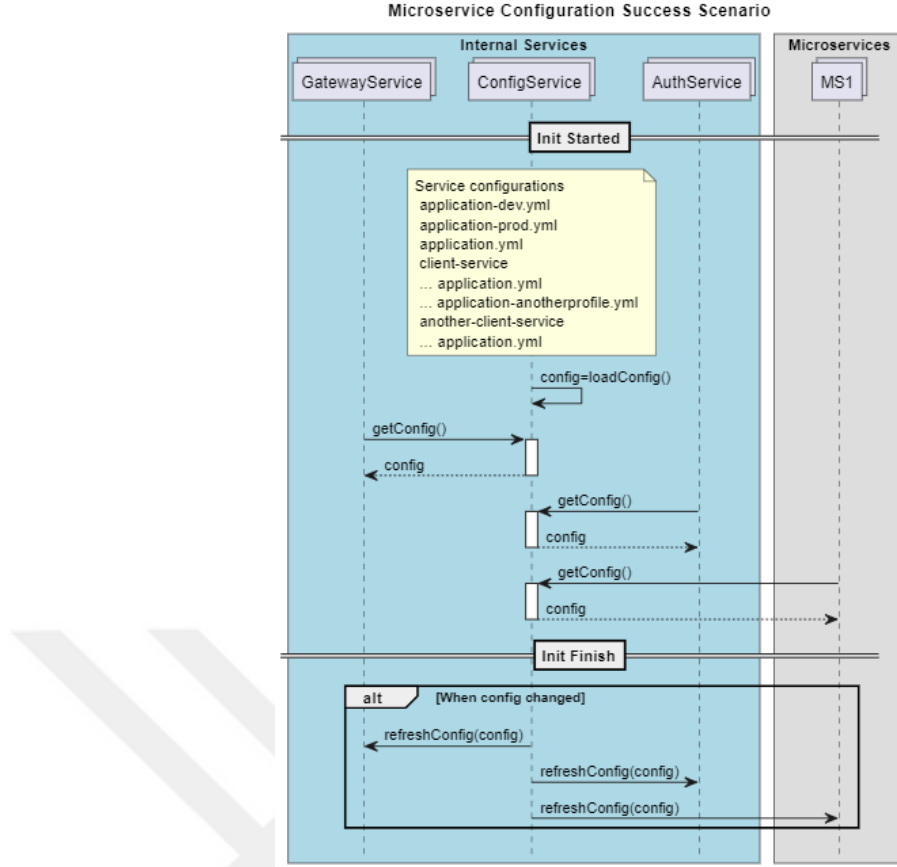 Microservice Configuration Success Scenario
Internal Services
Microservices
GatewayService
ConfigService
AuthService
MS1
Init Started
Service configurations
application-dev.yml
application-prod.yml
application.yml
client-service
... application.yml
... application-anotherprofile.yml
another-client-service
... application.yml
config=loadConfig()
getConfig()
config
getConfig()
config
getConfig()
config
Init Finish
alt [When config changed]
refreshConfig(config)
refreshConfig(config)
refreshConfig(config)